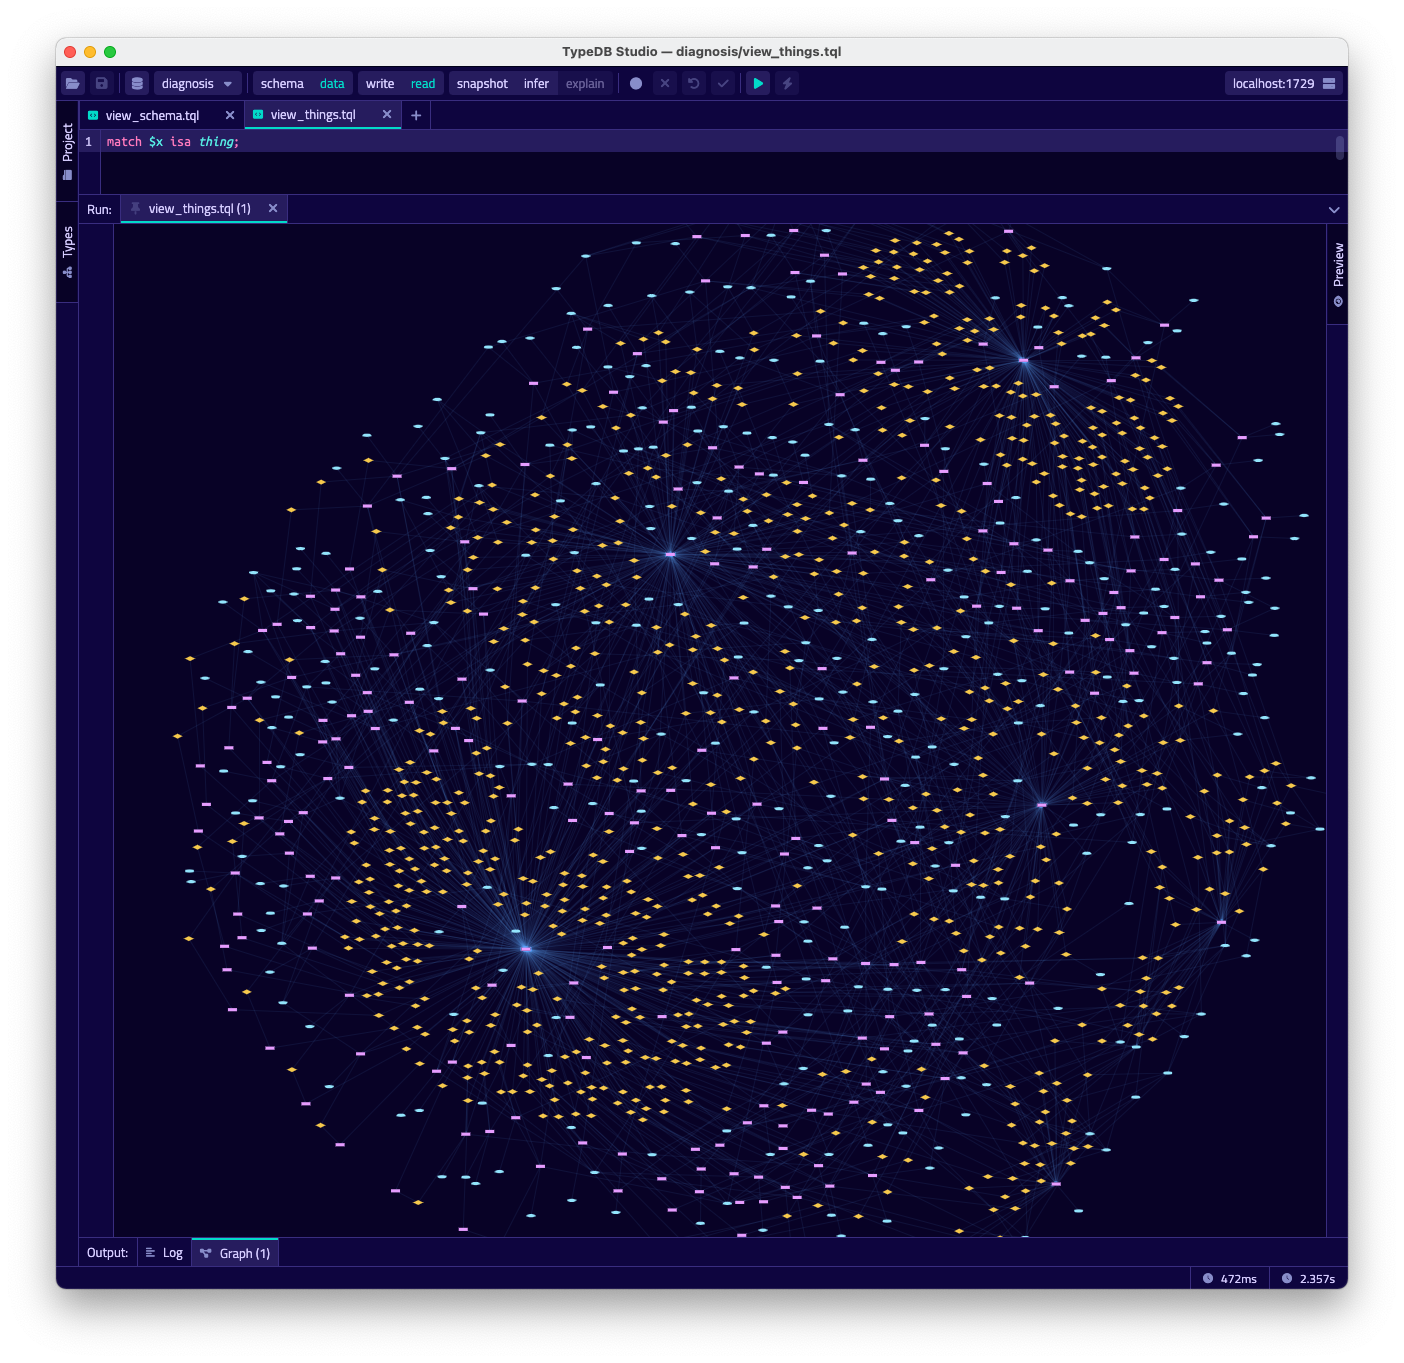 TypeDB Studio — diagnosis/view_things.tql
diagnosis schema data write read snapshot infer explain localhost:1729
view_schema.tql view_things.tql
1 match $x isa thing;
Project
Types
Run: view_things.tql (1)
Preview
Output: Log Graph (1)
472ms 2.357s